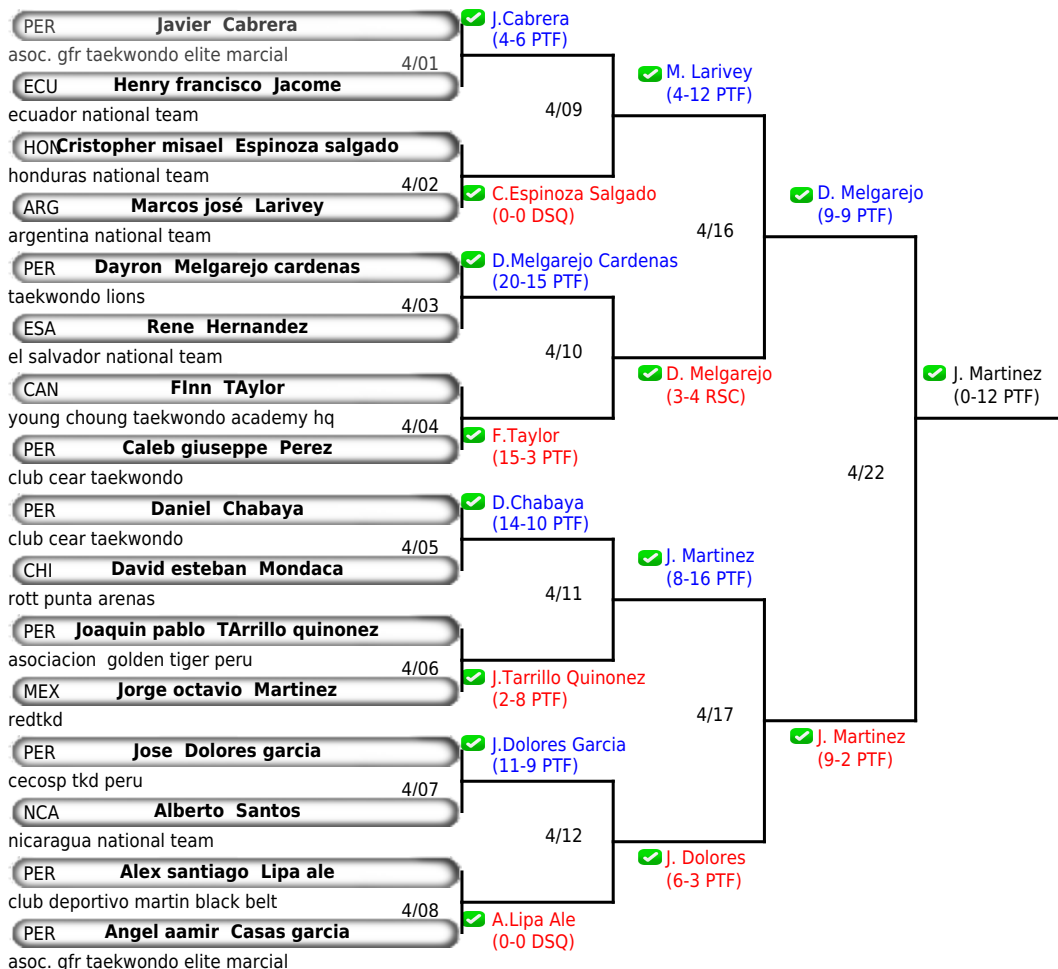 PER Javier Cabrera
asoc. gfr taekwondo elite marcial
4/01
ECU Henry francisco Jacome
ecuador national team
HON Cristopher misael Espinoza salgado
honduras national team
4/02
ARG Marcos josé Larivey
argentina national team
PER Dayron Melgarejo cardenas
taekwondo lions
4/03
ESA Rene Hernandez
el salvador national team
CAN FInn TAylor
young choung taekwondo academy hq
4/04
PER Caleb giuseppe Perez
club cear taekwondo
PER Daniel Chabaya
club cear taekwondo
4/05
CHI David esteban Mondaca
rott punta arenas
PER Joaquin pablo TArrillo quinonez
asociacion golden tiger peru
4/06
MEX Jorge octavio Martinez
redtkd
PER Jose Dolores garcia
cecosp tkd peru
4/07
NCA Alberto Santos
nicaragua national team
PER Alex santiago Lipa ale
club deportivo martin black belt
4/08
PER Angel aamir Casas garcia
asoc. gfr taekwondo elite marcial
J.Cabrera
(4-6 PTF)
4/09
C.Espinoza Salgado
(0-0 DSQ)
D.Melgarejo Cardenas
(20-15 PTF)
4/10
F.Taylor
(15-3 PTF)
D.Chabaya
(14-10 PTF)
4/11
J.Tarrillo Quinonez
(2-8 PTF)
J.Dolores Garcia
(11-9 PTF)
4/12
A.Lipa Ale
(0-0 DSQ)
M. Larivey
(4-12 PTF)
4/16
D. Melgarejo
(3-4 RSC)
J. Martinez
(8-16 PTF)
4/17
J. Dolores
(6-3 PTF)
D. Melgarejo
(9-9 PTF)
4/22
J. Martinez
(9-2 PTF)
J. Martinez
(0-12 PTF)